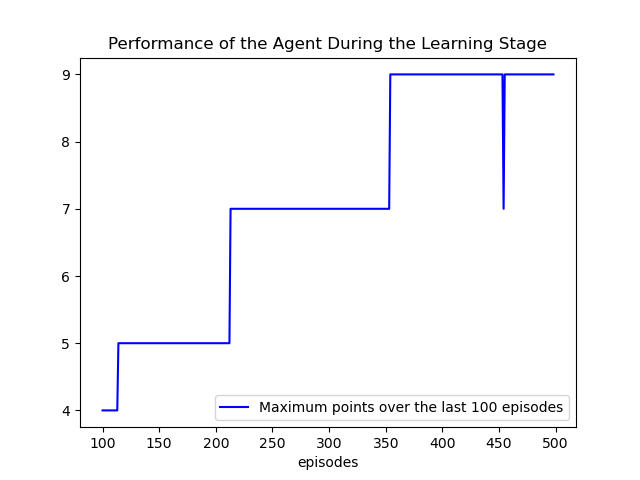 Performance of the Agent During the Learning Stage
9
8
7
6
5
4
Maximum points over the last 100 episodes
100 150 200 250 300 350 400 450 500
episodes